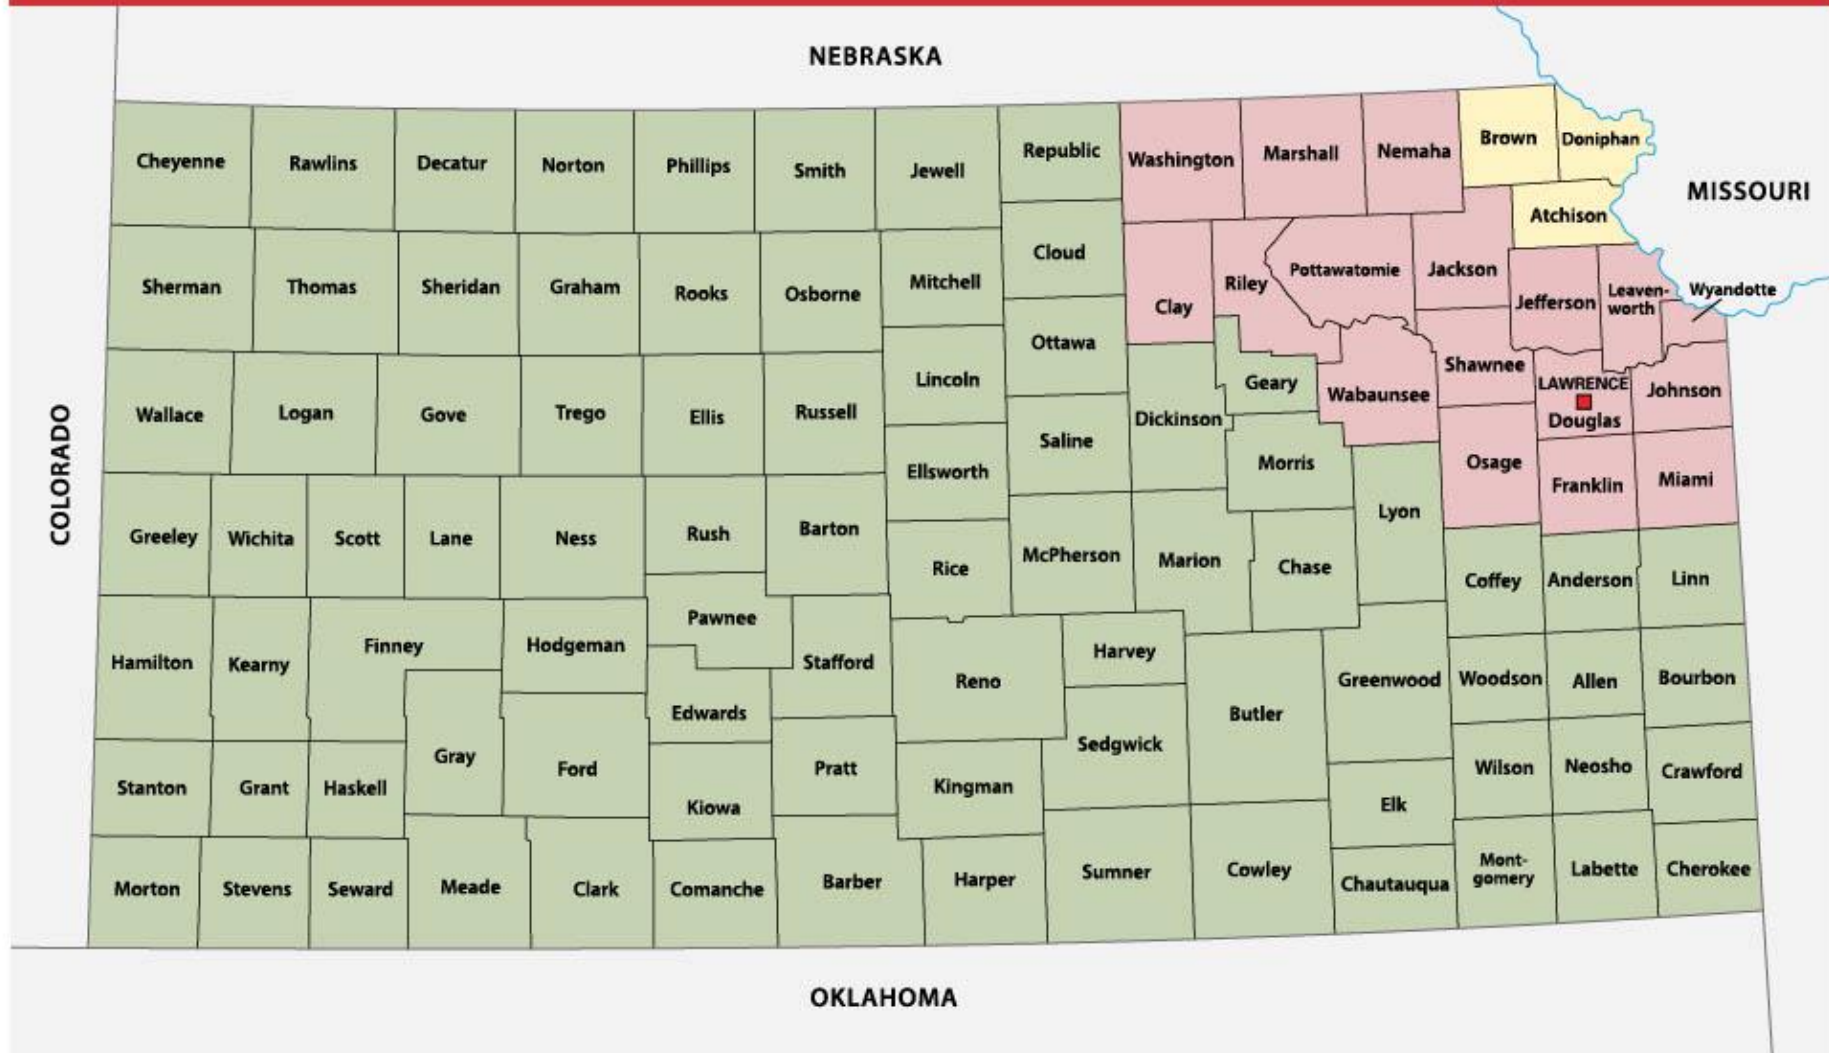 NEBRASKA
Cheyenne
Rawlins
Decatur
Norton
Phillips
Smith
Jewell
Republic
Washington
Marshall
Nemaha
Brown
Doniphan
MISSOURI
Atchison
Sherman
Thomas
Sheridan
Graham
Rooks
Osborne
Mitchell
Cloud
Clay
Riley
Pottawatomie
Jackson
Jefferson
Leaven-
worth
Wyandotte
Ottawa
Lincoln
COLORADO
Wallace
Logan
Gove
Trego
Ellis
Russell
Ellsworth
Saline
Dickinson
Geary
Wabaunsee
Shawnee
LAWRENCE
Douglas
Johnson
Morris
Osage
Franklin
Miami
Greeley
Wichita
Scott
Lane
Ness
Rush
Barton
Rice
McPherson
Marion
Chase
Lyon
Coffey
Anderson
Linn
Hamilton
Kearny
Finney
Hodgeman
Pawnee
Stafford
Reno
Harvey
Butler
Greenwood
Woodson
Allen
Bourbon
Edwards
Sedgwick
Stanton
Grant
Haskell
Gray
Ford
Kiowa
Pratt
Kingman
Elk
Wilson
Neosho
Crawford
Morton
Stevens
Seward
Meade
Clark
Comanche
Barber
Harper
Sumner
Cowley
Chautauqua
Mont-
gomery
Labette
Cherokee
OKLAHOMA